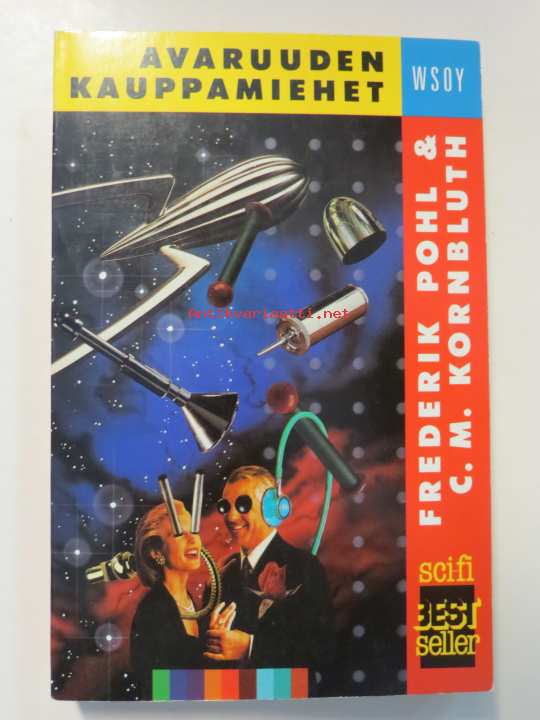 AVARUUDEN
KAUPPAMIEHET
WSOY
FREDERIK POHL &
C. M. KORNBLUTH
Antikvariaatti.net
scifi
BEST
seller